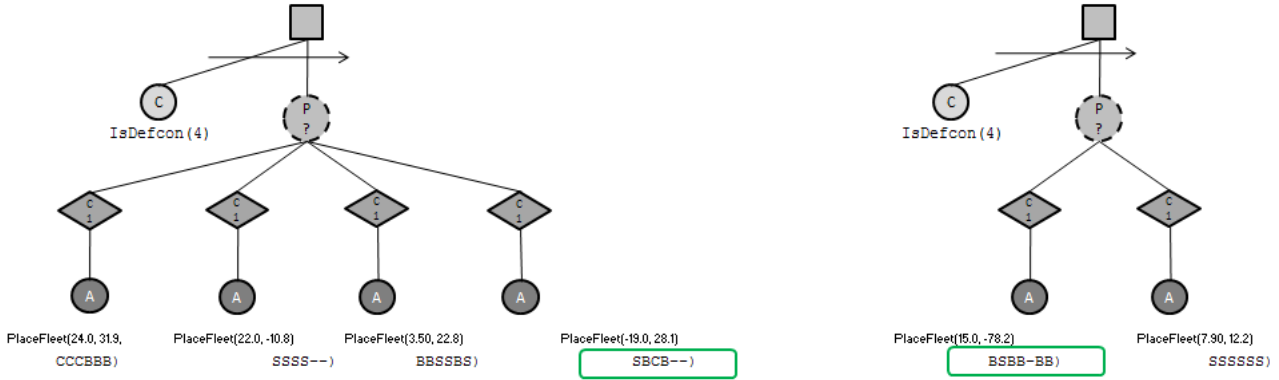 C
P
?
IsDefcon(4)
C
1
C
1
C
1
C
1
A
A
A
A
PlaceFleet(24.0, 31.9,
CCCBBB)
PlaceFleet(22.0, -10.8)
SSSS--)
PlaceFleet(3.50, 22.8)
BBSSBS)
PlaceFleet(-19.0, 28.1)
SBCB--)
C
P
?
IsDefcon(4)
C
1
C
1
A
A
PlaceFleet(15.0, -78.2)
BSBB-BB)
PlaceFleet(7.90, 12.2)
SSSSSS)